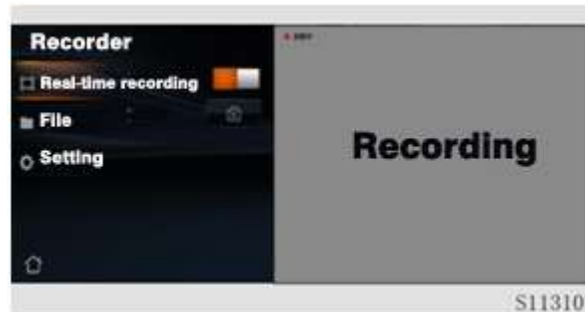 Recorder
Real-time recording
File
Setting
Recording
S11310